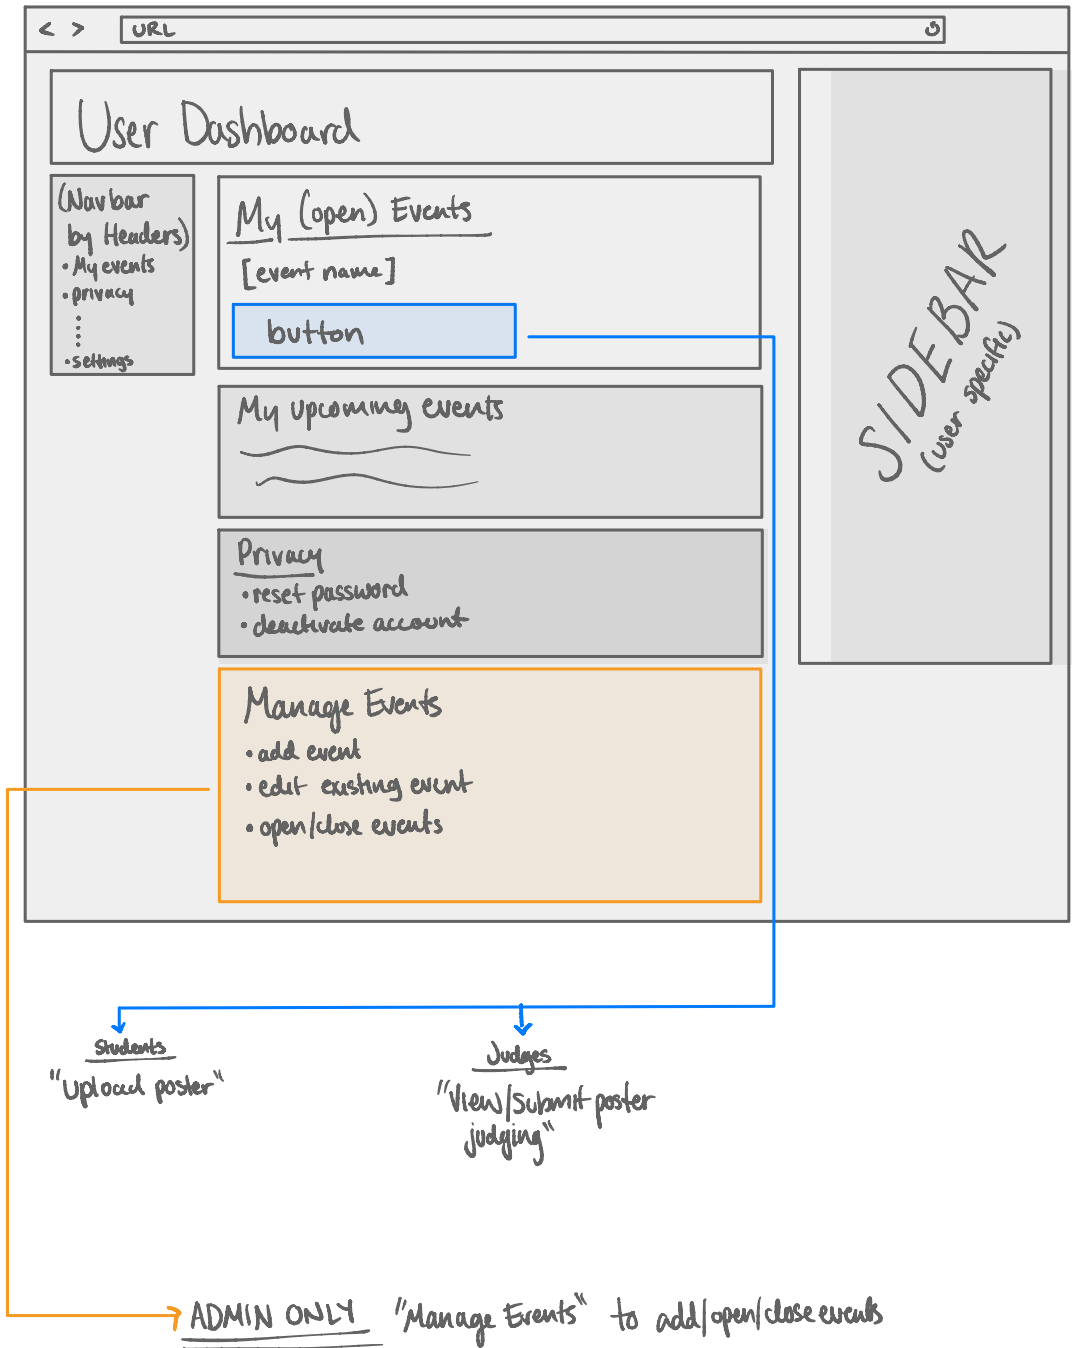 < > URL
User Dashboard
(Navbar
by Headers)
• My events
• privacy
• settings
My (open) Events
[event name]
button
My upcoming events
Privacy
• reset password
• deactivate account
Manage Events
• add event
• edit existing event
• open/close events
SIDEBAR
(user specific)
Students
"Upload poster"
Judges
"View/Submit poster
judging"
ADMIN ONLY "Manage Events" to add/open/close events